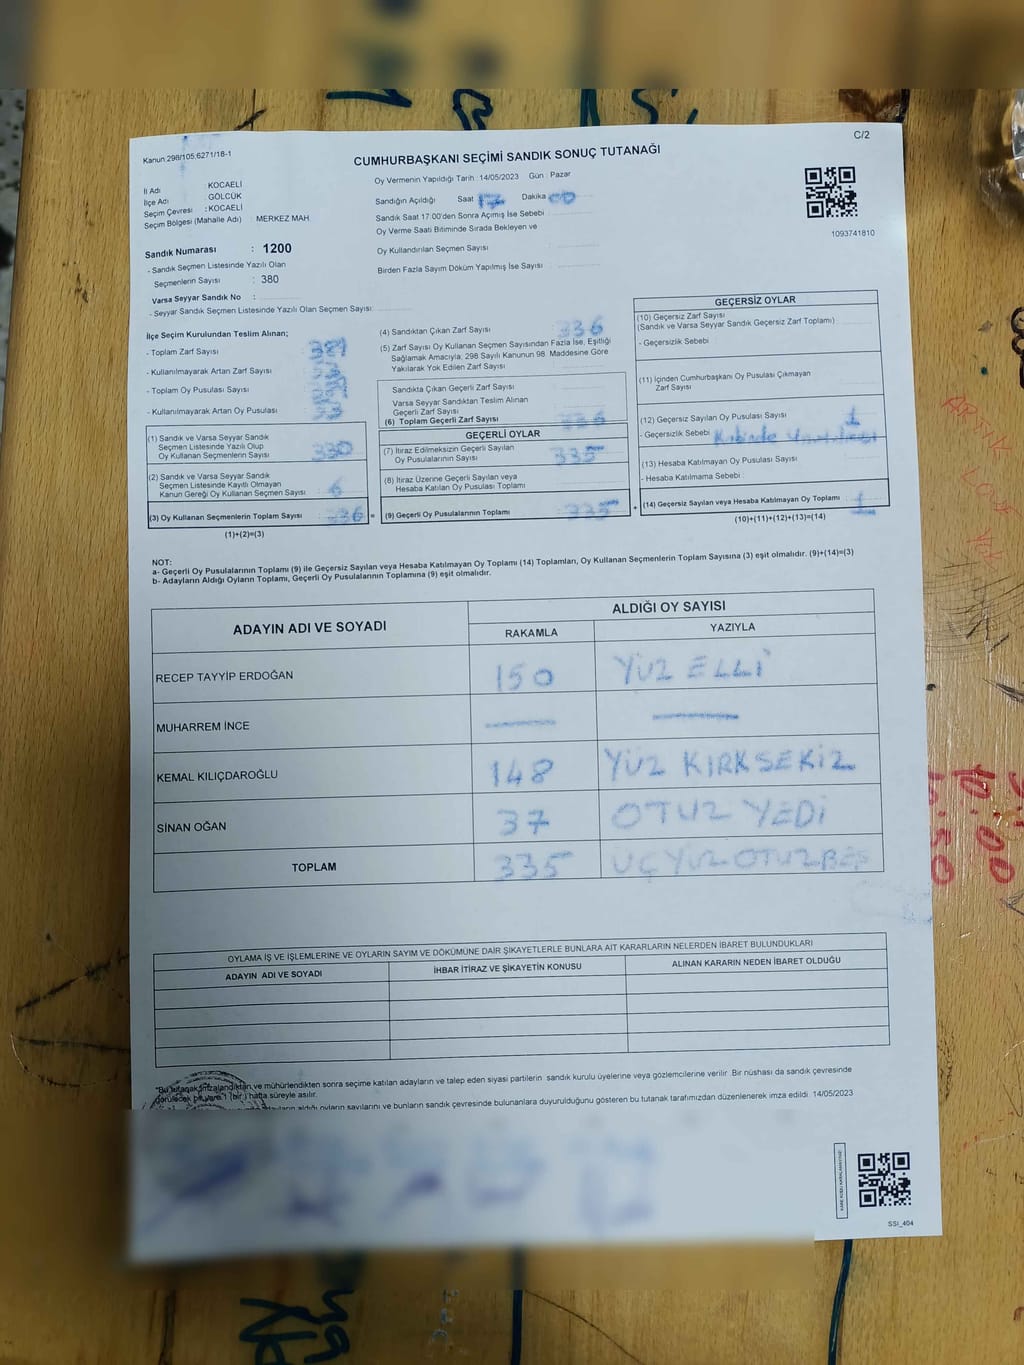 C/2
Kanun.298/105;6271/18-1
CUMHURBAŞKANI SEÇİMİ SANDIK SONUÇ TUTANAĞI
İl Adı : KOCAELİ
İlçe Adı : GÖLCÜK
Seçim Çevresi : KOCAELİ
Seçim Bölgesi (Mahalle Adı) : MERKEZ MAH
Sandık Numarası : 1200
- Sandık Seçmen Listesinde Yazılı Olan
Seçmenlerin Sayısı : 380
Varsa Seyyar Sandık No :
- Seyyar Sandık Seçmen Listesinde Yazılı Olan Seçmen Sayısı:
Oy Vermenin Yapıldığı Tarih : 14/05/2023 Gün : Pazar
Sandığın Açıldığı Saat 17 Dakika 00
Sandık Saat 17:00'den Sonra Açılmış İse Sebebi :
Oy Verme Saati Bitiminde Sırada Bekleyen ve
Oy Kullandırılan Seçmen Sayısı :
Birden Fazla Sayım Döküm Yapılmış İse Sayısı :
1093741810
İlçe Seçim Kurulundan Teslim Alınan;
- Toplam Zarf Sayısı
- Kullanılmayarak Artan Zarf Sayısı
- Toplam Oy Pusulası Sayısı
- Kullanılmayarak Artan Oy Pusulası
(1) Sandık ve Varsa Seyyar Sandık
Seçmen Listesinde Yazılı Olup
Oy Kullanan Seçmenlerin Sayısı 330
(2) Sandık ve Varsa Seyyar Sandık
Seçmen Listesinde Kayıtlı Olmayan
Kanun Gereği Oy Kullanan Seçmen Sayısı 6
(3) Oy Kullanan Seçmenlerin Toplam Sayısı 336 =
(1)+(2)=(3)
(4) Sandıktan Çıkan Zarf Sayısı 336
(5) Zarf Sayısı Oy Kullanan Seçmen Sayısından Fazla İse, Eşitliği
Sağlamak Amacıyla; 298 Sayılı Kanunun 98. Maddesine Göre
Yakılarak Yok Edilen Zarf Sayısı
Sandıkta Çıkan Geçerli Zarf Sayısı
Varsa Seyyar Sandıktan Teslim Alınan
Geçerli Zarf Sayısı
(6) Toplam Geçerli Zarf Sayısı 336
GEÇERLİ OYLAR
(7) İtiraz Edilmeksizin Geçerli Sayılan
Oy Pusulalarının Sayısı 335
(8) İtiraz Üzerine Geçerli Sayılan veya
Hesaba Katılan Oy Pusulası Toplamı
(9) Geçerli Oy Pusulalarının Toplamı 335 +
GEÇERSİZ OYLAR
(10) Geçersiz Zarf Sayısı
(Sandık ve Varsa Seyyar Sandık Geçersiz Zarf Toplamı)
- Geçersizlik Sebebi :
(11) İçinden Cumhurbaşkanı Oy Pusulası Çıkmayan
Zarf Sayısı
(12) Geçersiz Sayılan Oy Pusulası Sayısı 1
- Geçersizlik Sebebi
(13) Hesaba Katılmayan Oy Pusulası Sayısı
- Hesaba Katılmama Sebebi :
(14) Geçersiz Sayılan veya Hesaba Katılmayan Oy Toplamı 1
(10)+(11)+(12)+(13)=(14)
NOT:
a- Geçerli Oy Pusulalarının Toplamı (9) ile Geçersiz Sayılan veya Hesaba Katılmayan Oy Toplamı (14) Toplamları, Oy Kullanan Seçmenlerin Toplam Sayısına (3) eşit olmalıdır. (9)+(14)=(3)
b- Adayların Aldığı Oyların Toplamı, Geçerli Oy Pusulalarının Toplamına (9) eşit olmalıdır.
ADAYIN ADI VE SOYADI ALDIĞI OY SAYISI
RAKAMLA YAZIYLA
RECEP TAYYİP ERDOĞAN 150 YÜZ ELLİ
MUHARREM İNCE
KEMAL KILIÇDAROĞLU 148 YÜZ KIRKSEKİZ
SİNAN OĞAN 37 OTUZ YEDİ
TOPLAM 335 ÜÇYÜZOTUZBEŞ
OYLAMA İŞ VE İŞLEMLERİNE VE OYLARIN SAYIM VE DÖKÜMÜNE DAİR ŞİKAYETLERLE BUNLARA AİT KARARLARIN NELERDEN İBARET BULUNDUKLARI
ADAYIN ADI VE SOYADI İHBAR İTİRAZ VE ŞİKAYETİN KONUSU ALINAN KARARIN NEDEN İBARET OLDUĞU
*Bu tutanak imzalandıktan ve mühürlendikten sonra seçime katılan adayların ve talep eden siyasi partilerin sandık kurulu üyelerine veya gözlemcilerine verilir. Bir nüshası da sandık çevresinde
görülecek bir yere 1 (bir) hafta süreyle asılır.
aldığı oyların sayılarını ve bunların sandık çevresinde bulunanlara duyurulduğunu gösteren bu tutanak tarafımızdan düzenlenerek imza edildi. 14/05/2023
SSİ_404
ARTIK
YOK